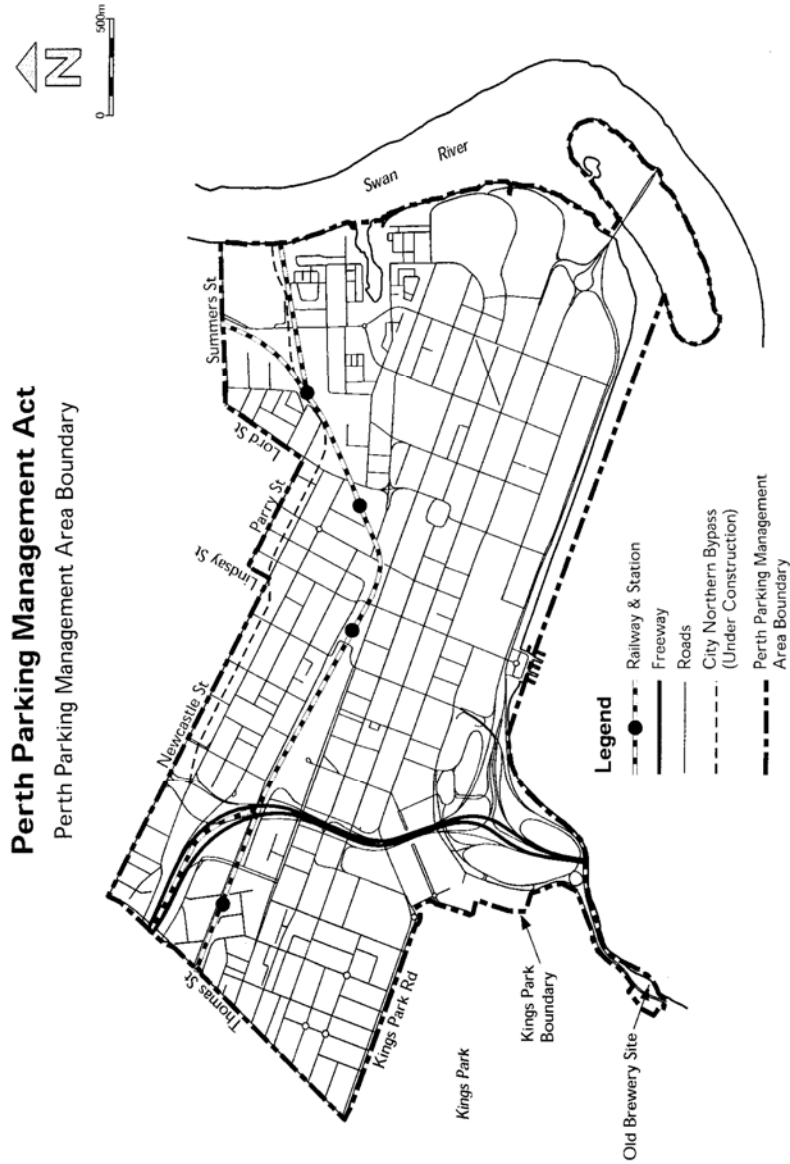 Perth Parking Management Act
Perth Parking Management Area Boundary
N
0 500m
Summers St
Lord St
Parry St
Lindsay St
Newcastle St
Thomas St
Kings Park Rd
Kings Park
Kings Park
Boundary
Old Brewery Site
Swan River
Legend
Railway & Station
Freeway
Roads
City Northern Bypass
(Under Construction)
Perth Parking Management
Area Boundary